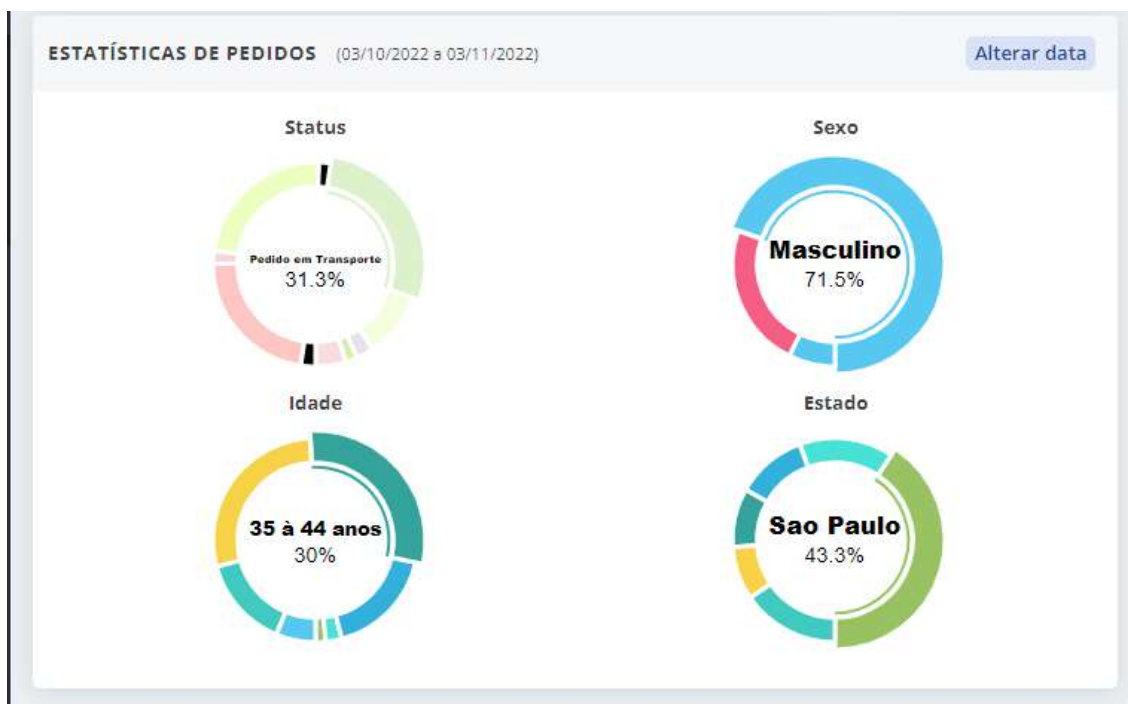 ESTATÍSTICAS DE PEDIDOS (03/10/2022 a 03/11/2022)
Alterar data
Status
Sexo
Pedido em Transporte
31.3%
Masculino
71.5%
Idade
Estado
35 à 44 anos
30%
Sao Paulo
43.3%